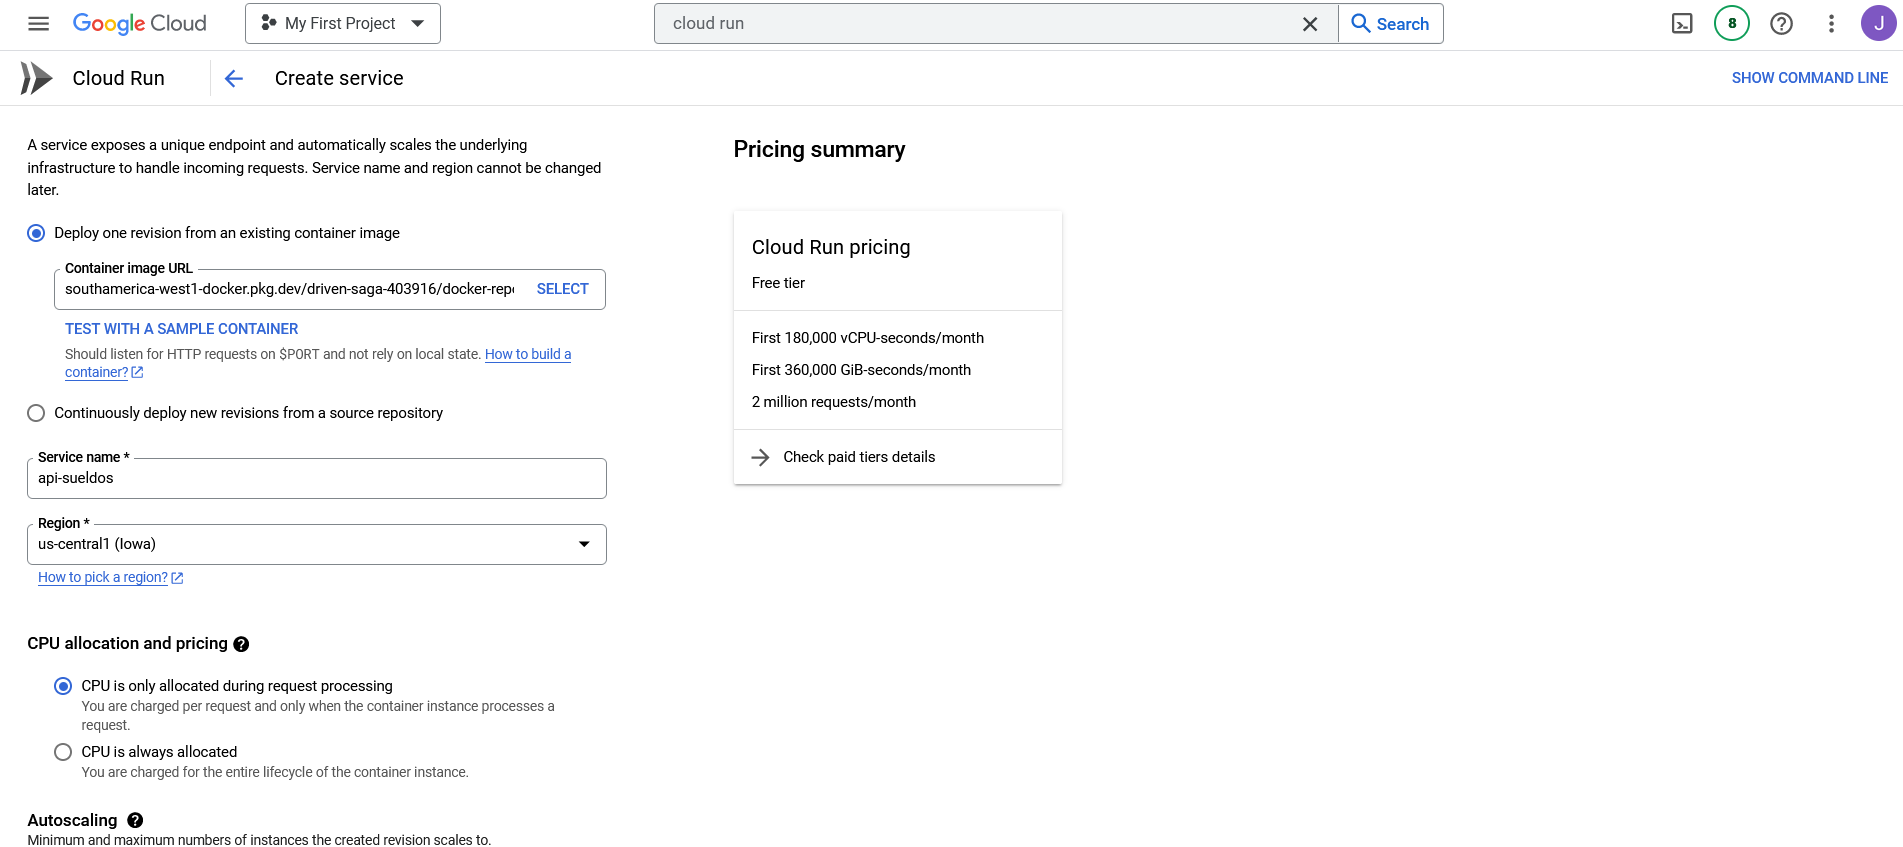 Google Cloud
My First Project
cloud run
Search
8
J
Cloud Run
Create service
SHOW COMMAND LINE
A service exposes a unique endpoint and automatically scales the underlying
infrastructure to handle incoming requests. Service name and region cannot be changed
later.
Deploy one revision from an existing container image
Container image URL
southamerica-west1-docker.pkg.dev/driven-saga-403916/docker-repo
SELECT
TEST WITH A SAMPLE CONTAINER
Should listen for HTTP requests on $PORT and not rely on local state. How to build a
container?
Continuously deploy new revisions from a source repository
Service name *
api-sueldos
Region *
us-central1 (Iowa)
How to pick a region?
CPU allocation and pricing
CPU is only allocated during request processing
You are charged per request and only when the container instance processes a
request.
CPU is always allocated
You are charged for the entire lifecycle of the container instance.
Autoscaling
Minimum and maximum numbers of instances the created revision scales to.
Pricing summary
Cloud Run pricing
Free tier
First 180,000 vCPU-seconds/month
First 360,000 GiB-seconds/month
2 million requests/month
Check paid tiers details